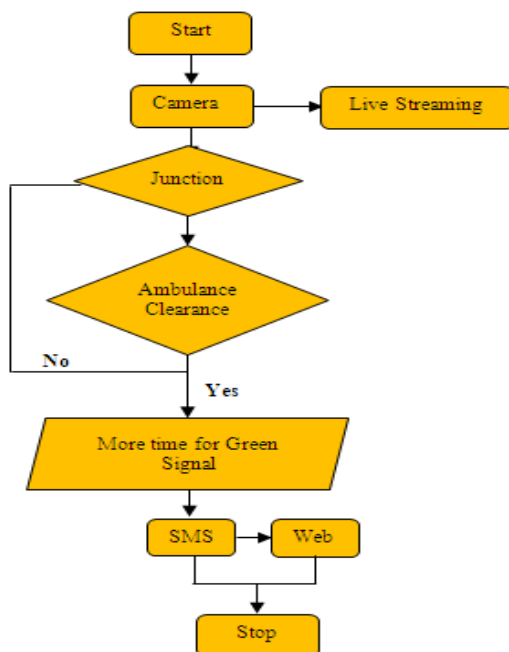 Start
Camera
Live Streaming
Junction
Ambulance
Clearance
No
Yes
More time for Green
Signal
SMS
Web
Stop